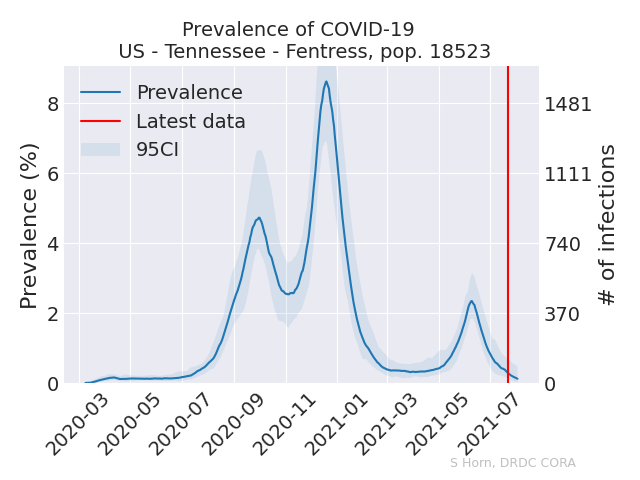 Prevalence of COVID-19
US - Tennessee - Fentress, pop. 18523
Prevalence
Latest data
95CI
Prevalence (%)
8
6
4
2
0
1481
1111
740
370
0
# of infections
2020-03
2020-05
2020-07
2020-09
2020-11
2021-01
2021-03
2021-05
2021-07
S Horn, DRDC CORA